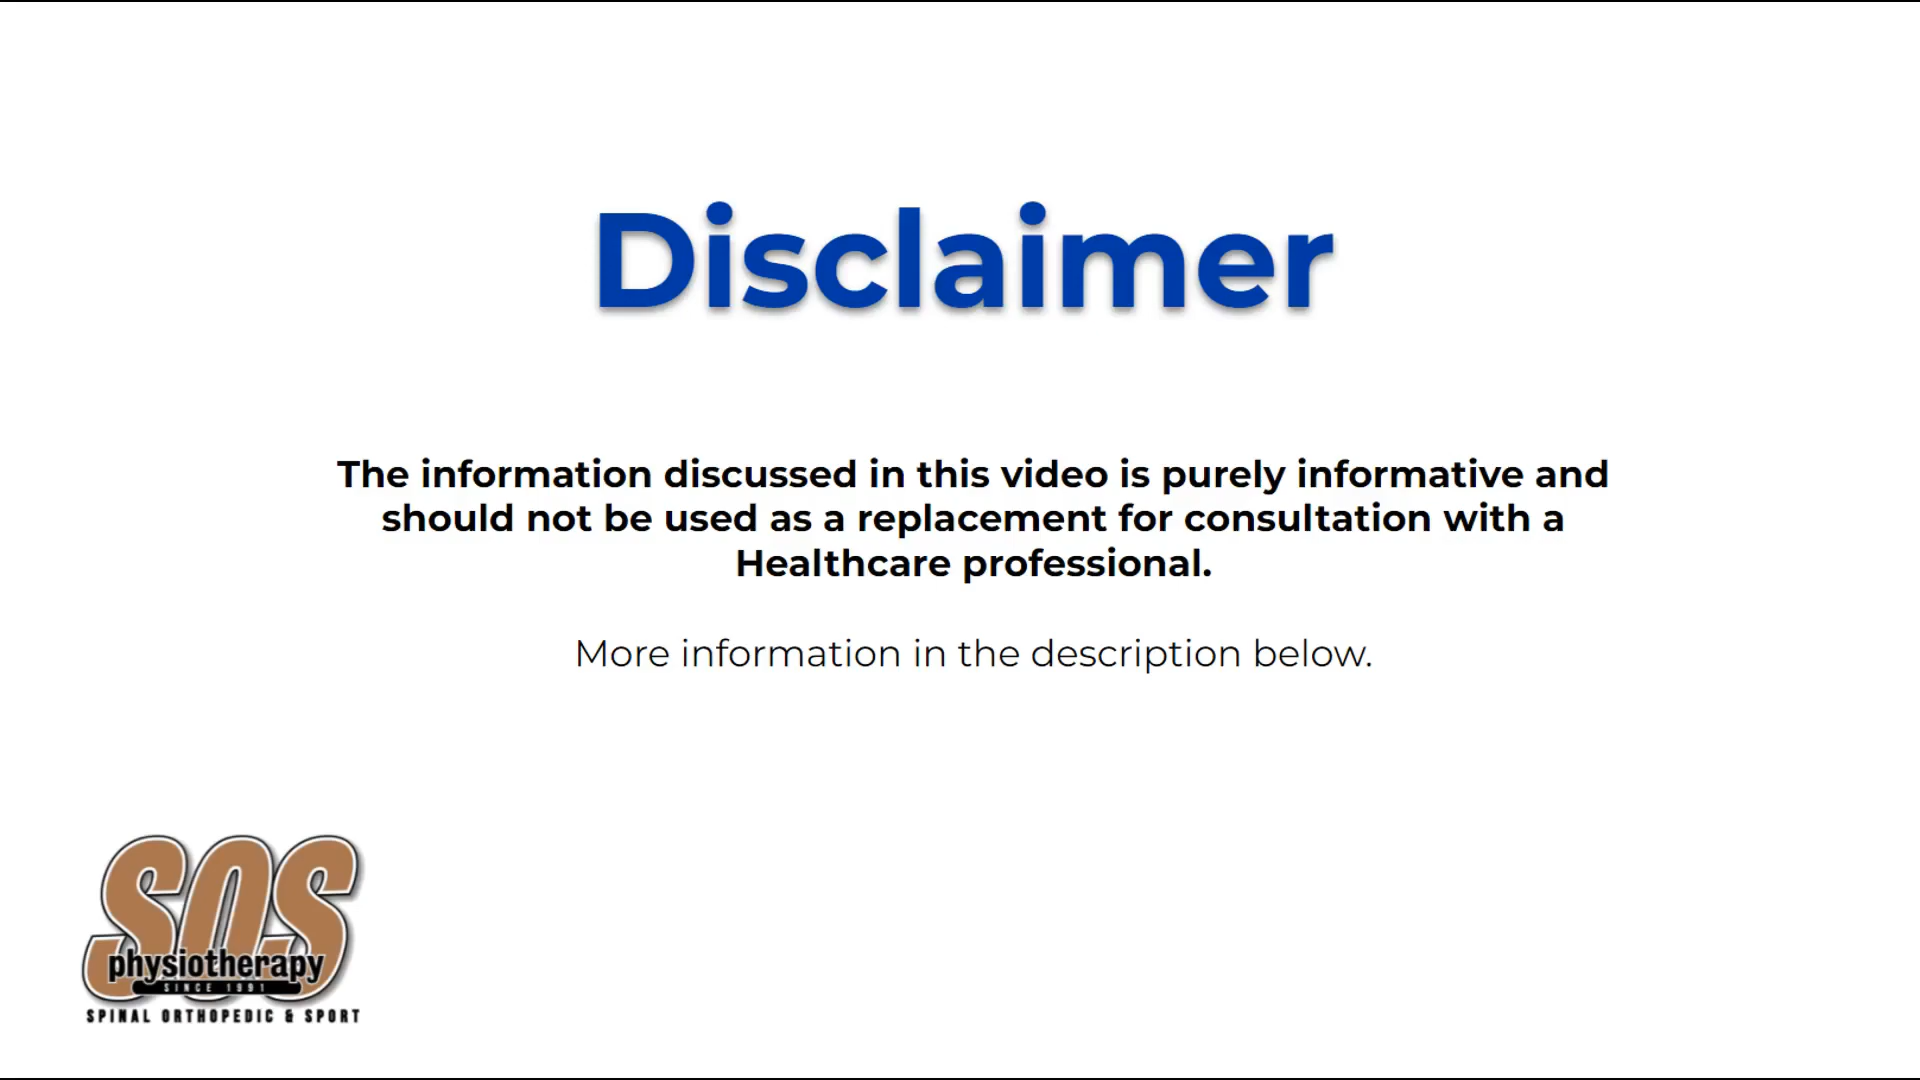 Disclaimer
The information discussed in this video is purely informative and
should not be used as a replacement for consultation with a
Healthcare professional.
More information in the description below.
SOS
physiotherapy
SINCE 1991
SPINAL ORTHOPEDIC & SPORT